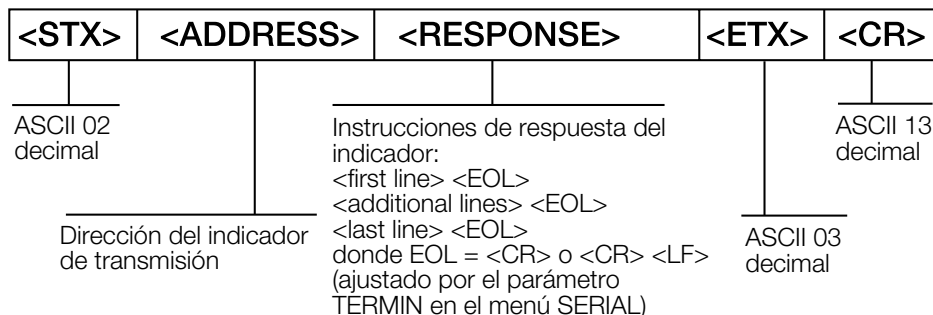 <STX> <ADDRESS> <RESPONSE> <ETX> <CR>
ASCII 02
decimal
Dirección del indicador
de transmisión
Instrucciones de respuesta del
indicador:
<first line> <EOL>
<additional lines> <EOL>
<last line> <EOL>
donde EOL = <CR> o <CR> <LF>
(ajustado por el parámetro
TERMIN en el menú SERIAL)
ASCII 03
decimal
ASCII 13
decimal